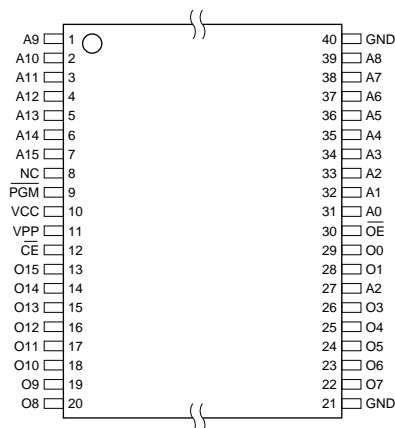 A9 1 40 GND
A10 2 39 A8
A11 3 38 A7
A12 4 37 A6
A13 5 36 A5
A14 6 35 A4
A15 7 34 A3
NC 8 33 A2
PGM 9 32 A1
VCC 10 31 A0
VPP 11 30 OE
CE 12 29 O0
O15 13 28 O1
O14 14 27 A2
O13 15 26 O3
O12 16 25 O4
O11 17 24 O5
O10 18 23 O6
O9 19 22 O7
O8 20 21 GND